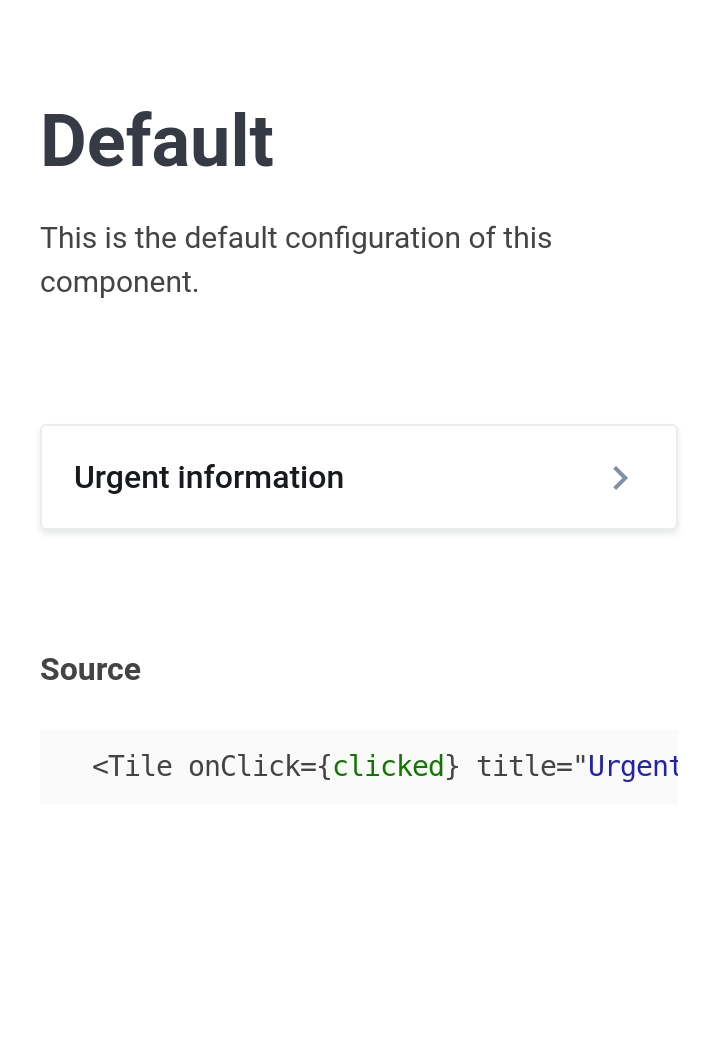 Default
This is the default configuration of this
component.
Urgent information
Source
<Tile onClick={clicked} title="Urgent